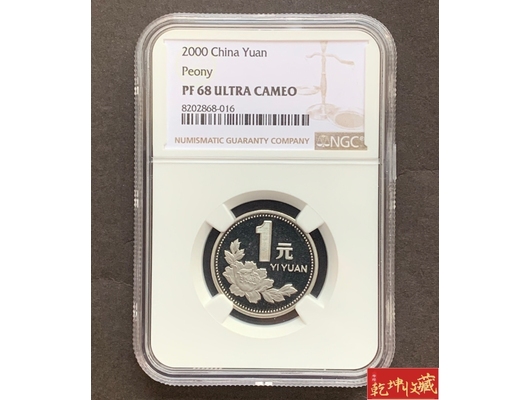 2000 China Yuan
Peony
PF 68 ULTRA CAMEO
8202868-016
NUMISMATIC GUARANTY COMPANY
NGC
1元
YI YUAN
乾坤收藏